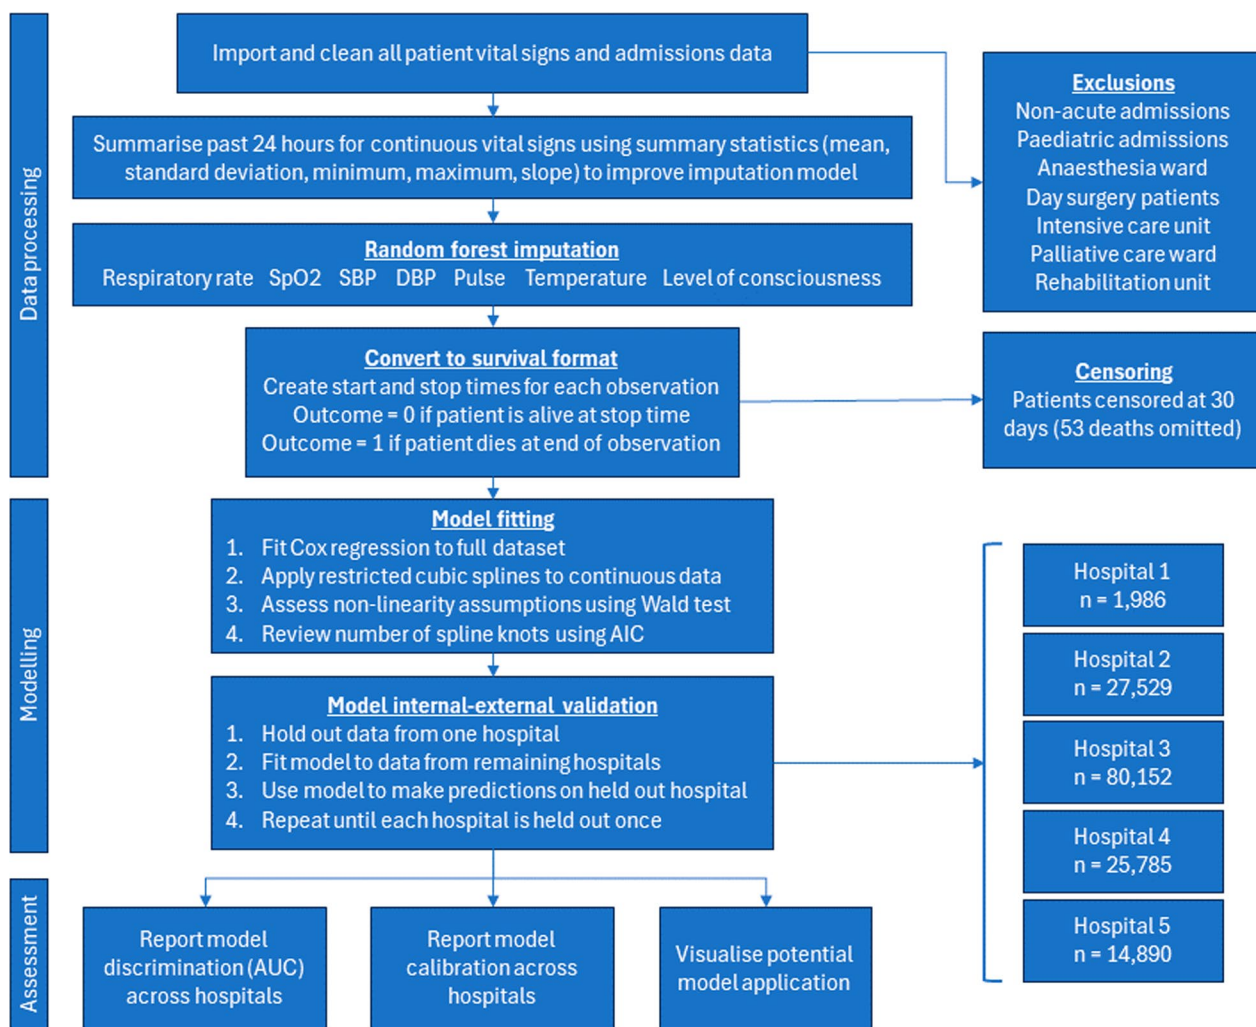 Data processing
Import and clean all patient vital signs and admissions data
Summarise past 24 hours for continuous vital signs using summary statistics (mean,
standard deviation, minimum, maximum, slope) to improve imputation model
Random forest imputation
Respiratory rate SpO2 SBP DBP Pulse Temperature Level of consciousness
Convert to survival format
Create start and stop times for each observation
Outcome = 0 if patient is alive at stop time
Outcome = 1 if patient dies at end of observation
Exclusions
Non-acute admissions
Paediatric admissions
Anaesthesia ward
Day surgery patients
Intensive care unit
Palliative care ward
Rehabilitation unit
Censoring
Patients censored at 30
days (53 deaths omitted)
Modelling
Model fitting
1. Fit Cox regression to full dataset
2. Apply restricted cubic splines to continuous data
3. Assess non-linearity assumptions using Wald test
4. Review number of spline knots using AIC
Model internal-external validation
1. Hold out data from one hospital
2. Fit model to data from remaining hospitals
3. Use model to make predictions on held out hospital
4. Repeat until each hospital is held out once
Hospital 1
n = 1,986
Hospital 2
n = 27,529
Hospital 3
n = 80,152
Hospital 4
n = 25,785
Hospital 5
n = 14,890
Assessment
Report model
discrimination (AUC)
across hospitals
Report model
calibration across
hospitals
Visualise potential
model application